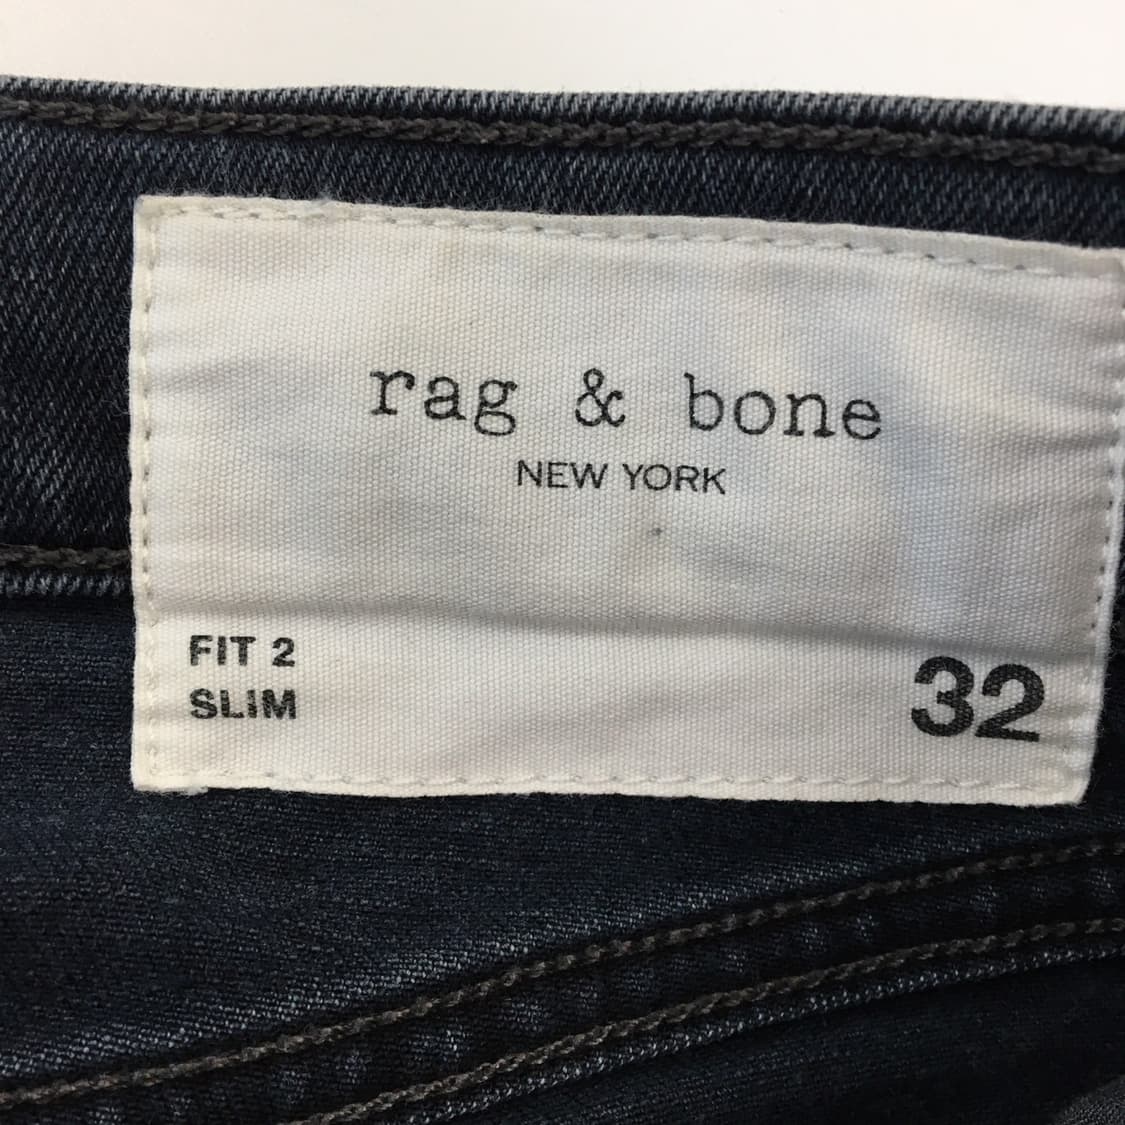 rag & bone
NEW YORK
FIT 2
SLIM
32